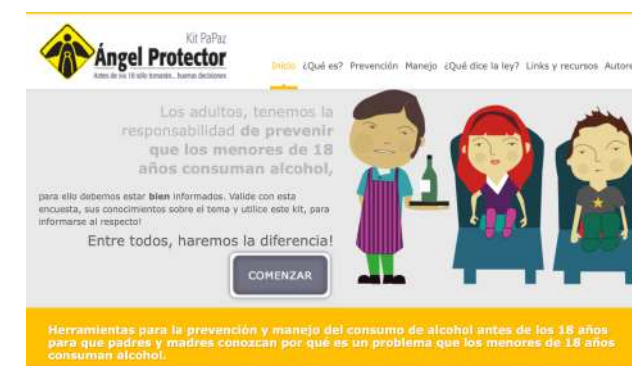 Kit PaPaz
Ángel Protector
Antes de los 18 sólo tomarán... buenas decisiones
Inicio ¿Qué es? Prevención Manejo ¿Qué dice la ley? Links y recursos Autore
Los adultos, tenemos la
responsabilidad de prevenir
que los menores de 18
años consuman alcohol,
para ello debemos estar bien informados. Valide con esta
encuesta, sus conocimientos sobre el tema y utilice este kit, para
informarse al respecto!
Entre todos, haremos la diferencia!
COMENZAR
Herramientas para la prevención y manejo del consumo de alcohol antes de los 18 años
para que padres y madres conozcan por qué es un problema que los menores de 18 años
consuman alcohol.